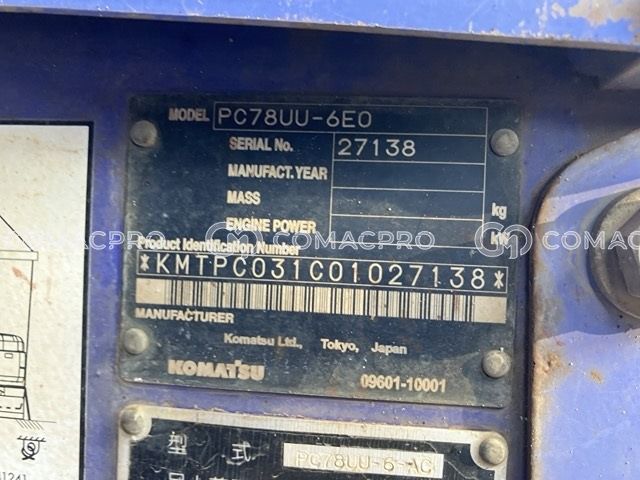 MODEL PC78UU-6E0
SERIAL No. 27138
MANUFACT.YEAR
MASS
kg
ENGINE POWER
kW
COMACPRO COMACPRO COMAC
Product Identification Number
*KMTPC031C01027138*
MANUFACTURER
Komatsu Ltd., Tokyo, Japan
KOMATSU
09601-10001
型 式 PC78UU-6-AC